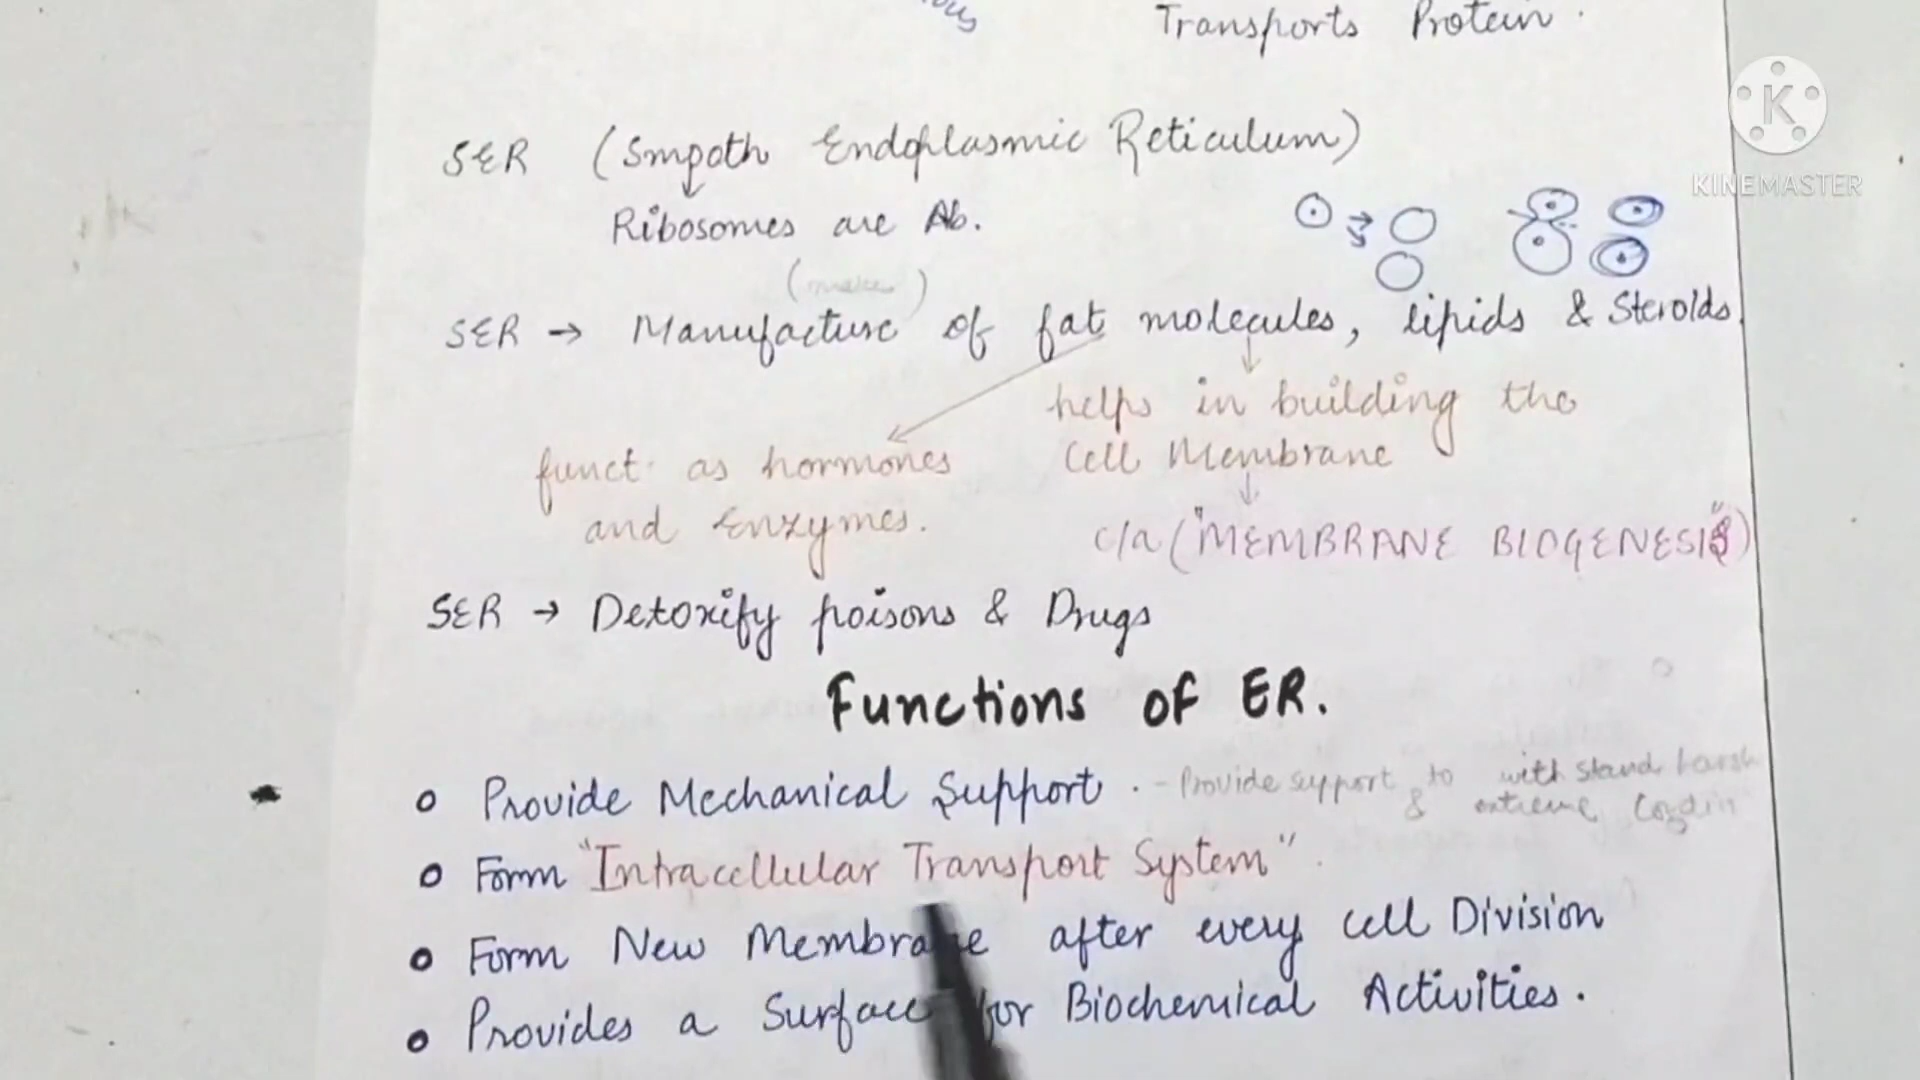 Transports Protein.
KINEMASTER
SER (Smooth Endoplasmic Reticulum)
Ribosomes are Ab.
(make)
SER → Manufacture of fat molecules, lipids & Steroids.
helps in building the
Cell Membrane
funct. as hormones
and Enzymes.
c/a ("MEMBRANE BIOGENESIS")
SER → Detoxify poisons & Drugs
Functions of ER.
Provide Mechanical Support. - Provide support to with stand harsh
& extreme
Form "Intracellular Transport System".
Form New Membrane after every cell Division
Provides a Surface for Biochemical Activities.